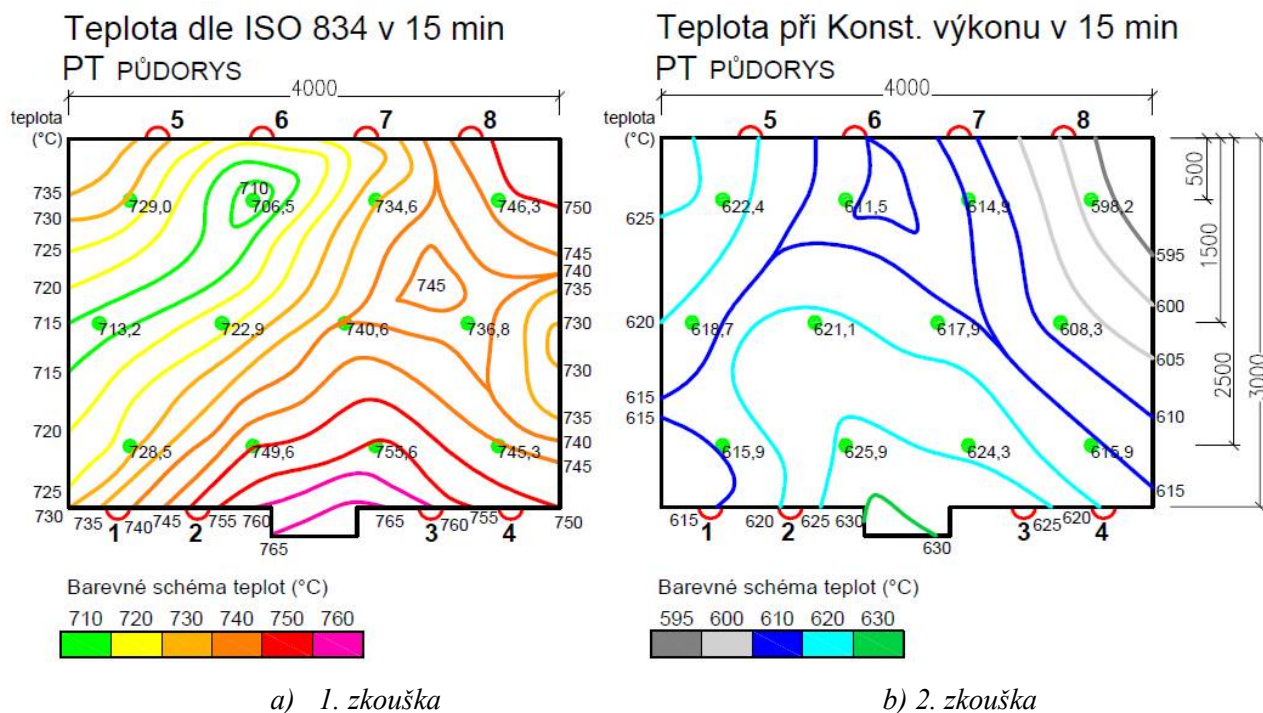 Teplota dle ISO 834 v 15 min
PT PŮDORYS
4000
teplota
(°C)
5 6 7 8
735
730
725
720
715
715
720
725
730
729,0
710
706,5
734,6
746,3
750
745
740
735
730
730
735
740
745
713,2
722,9
740,6
745
736,8
728,5
749,6
755,6
745,3
735 740 745 755 760 765 765 760 755 750
1 2 3 4
Barevné schéma teplot (°C)
710 720 730 740 750 760
a) 1. zkouška
Teplota při Konst. výkonu v 15 min
PT PŮDORYS
4000
teplota
(°C)
5 6 7 8
625
620
615
615
622,4
611,5
614,9
598,2
595
600
605
610
615
618,7
621,1
617,9
608,3
615,9
625,9
624,3
615 620 625 630 630 625 620
1 2 3 4
500
1500
2500
3000
Barevné schéma teplot (°C)
595 600 610 620 630
b) 2. zkouška